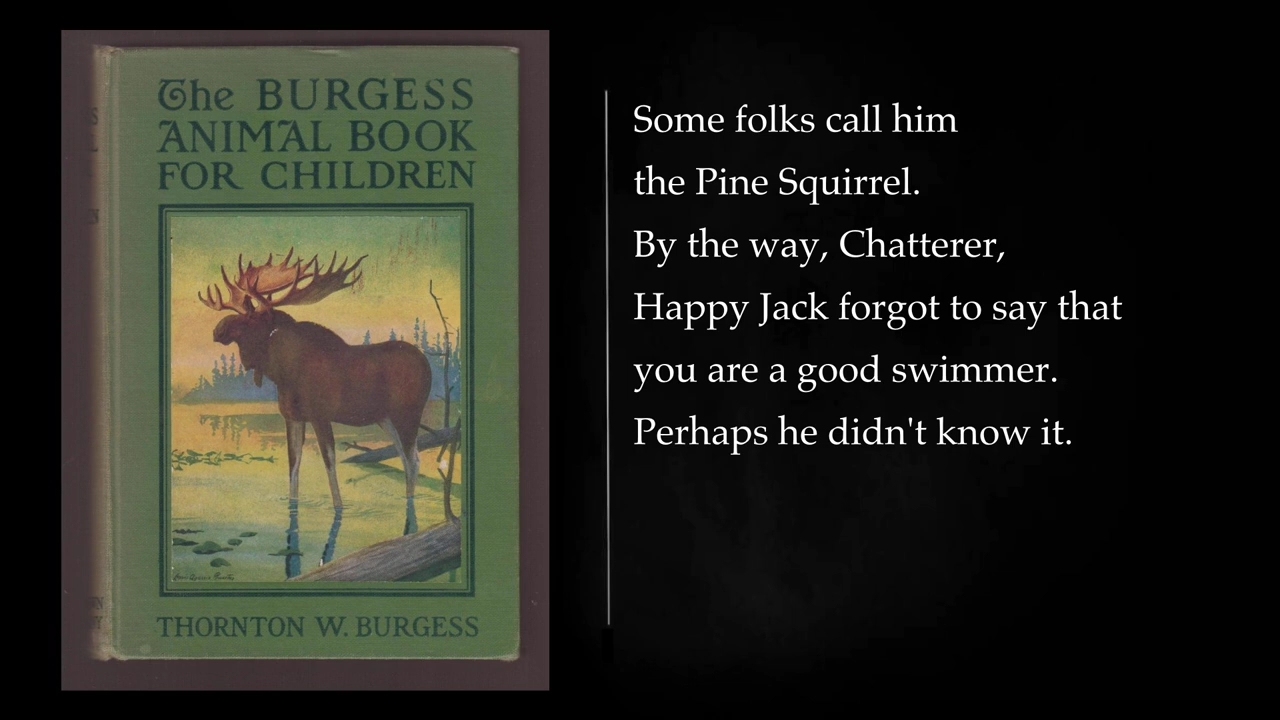 The BURGESS
ANIMAL BOOK
FOR CHILDREN
THORNTON W. BURGESS
Some folks call him
the Pine Squirrel.
By the way, Chatterer,
Happy Jack forgot to say that
you are a good swimmer.
Perhaps he didn't know it.